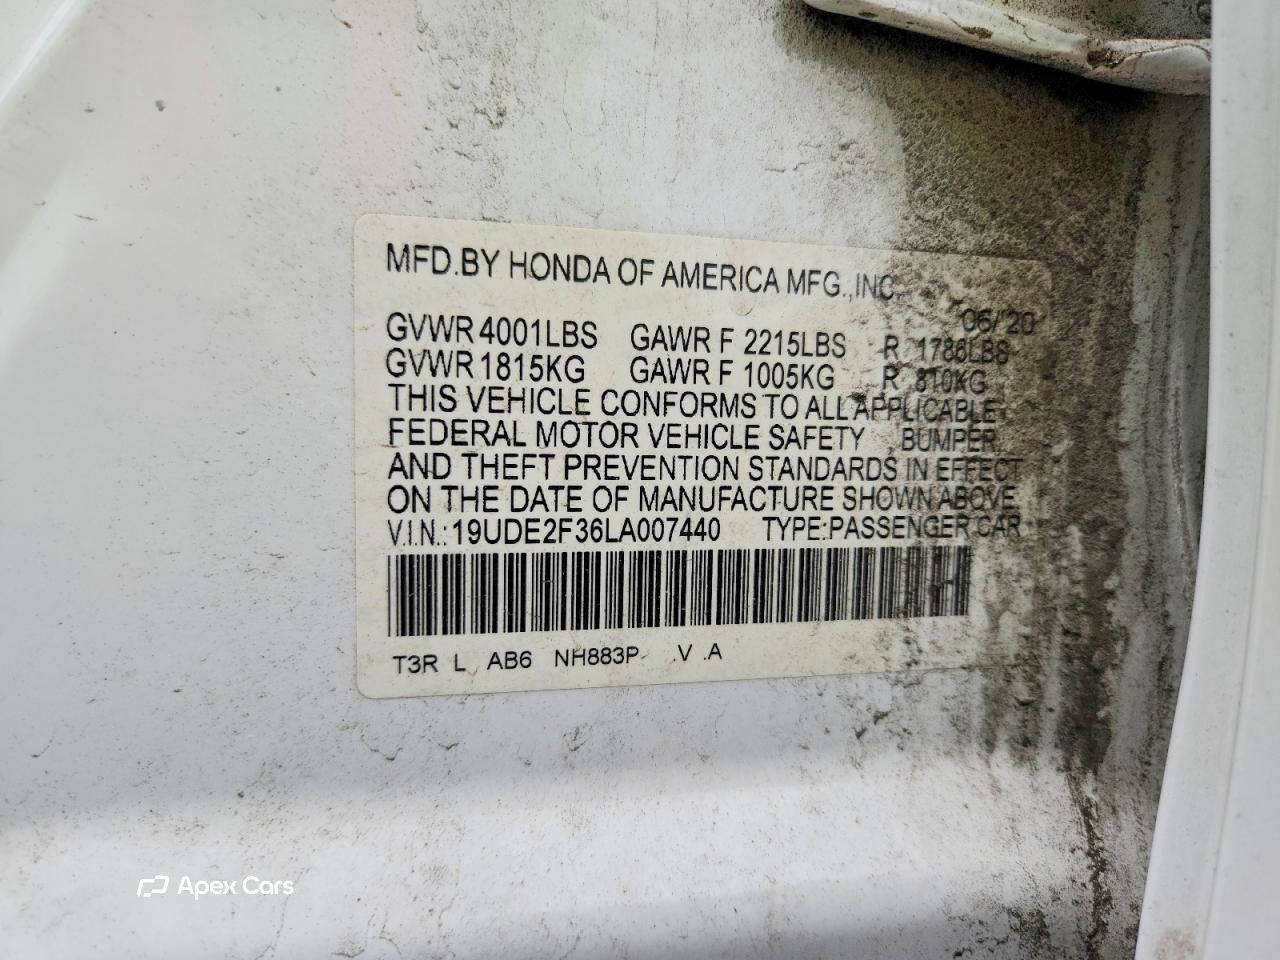 MFD.BY HONDA OF AMERICA MFG.,INC.
06/20
GVWR 4001LBS GAWR F 2215LBS R 1786LBS
GVWR 1815KG GAWR F 1005KG R 810KG
THIS VEHICLE CONFORMS TO ALL APPLICABLE
FEDERAL MOTOR VEHICLE SAFETY BUMPER,
AND THEFT PREVENTION STANDARDS IN EFFECT
ON THE DATE OF MANUFACTURE SHOWN ABOVE
V.I.N.: 19UDE2F36LA007440 TYPE:PASSENGER CAR
T3R L AB6 NH883P .V .A
Apex Cars